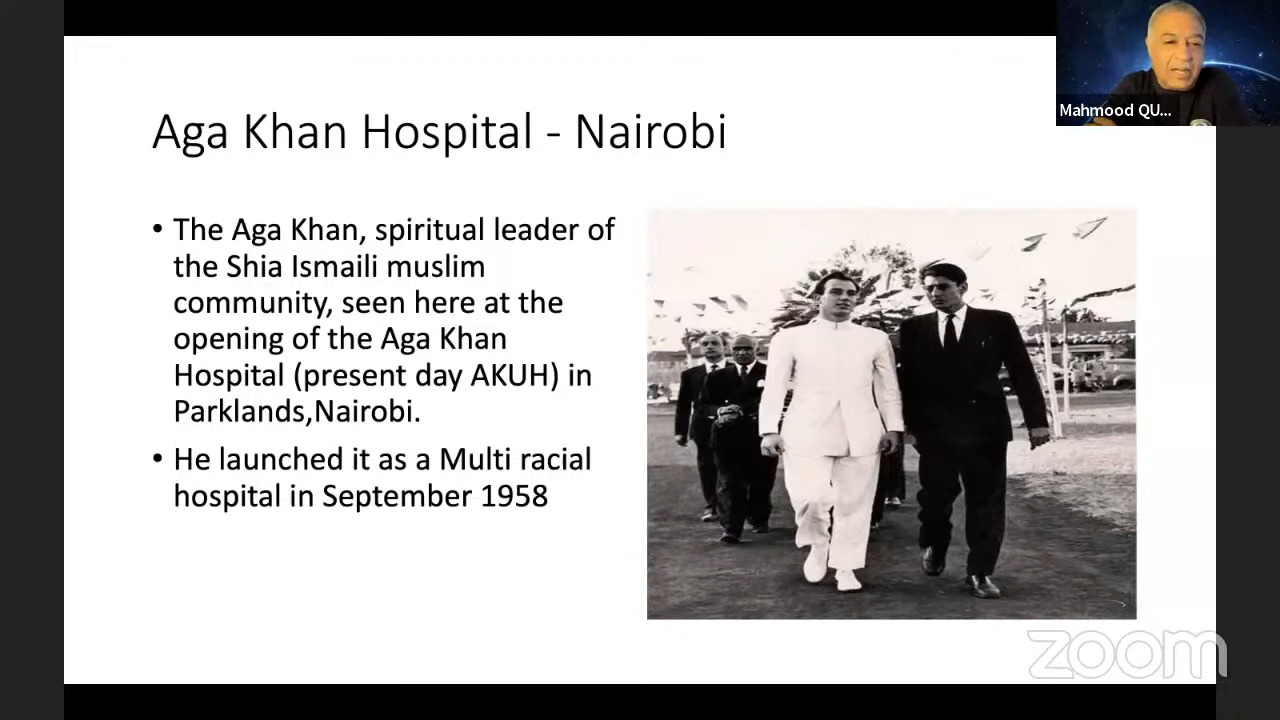 Aga Khan Hospital - Nairobi
• The Aga Khan, spiritual leader of
the Shia Ismaili muslim
community, seen here at the
opening of the Aga Khan
Hospital (present day AKUH) in
Parklands,Nairobi.
• He launched it as a Multi racial
hospital in September 1958
Mahmood QU...
zoom